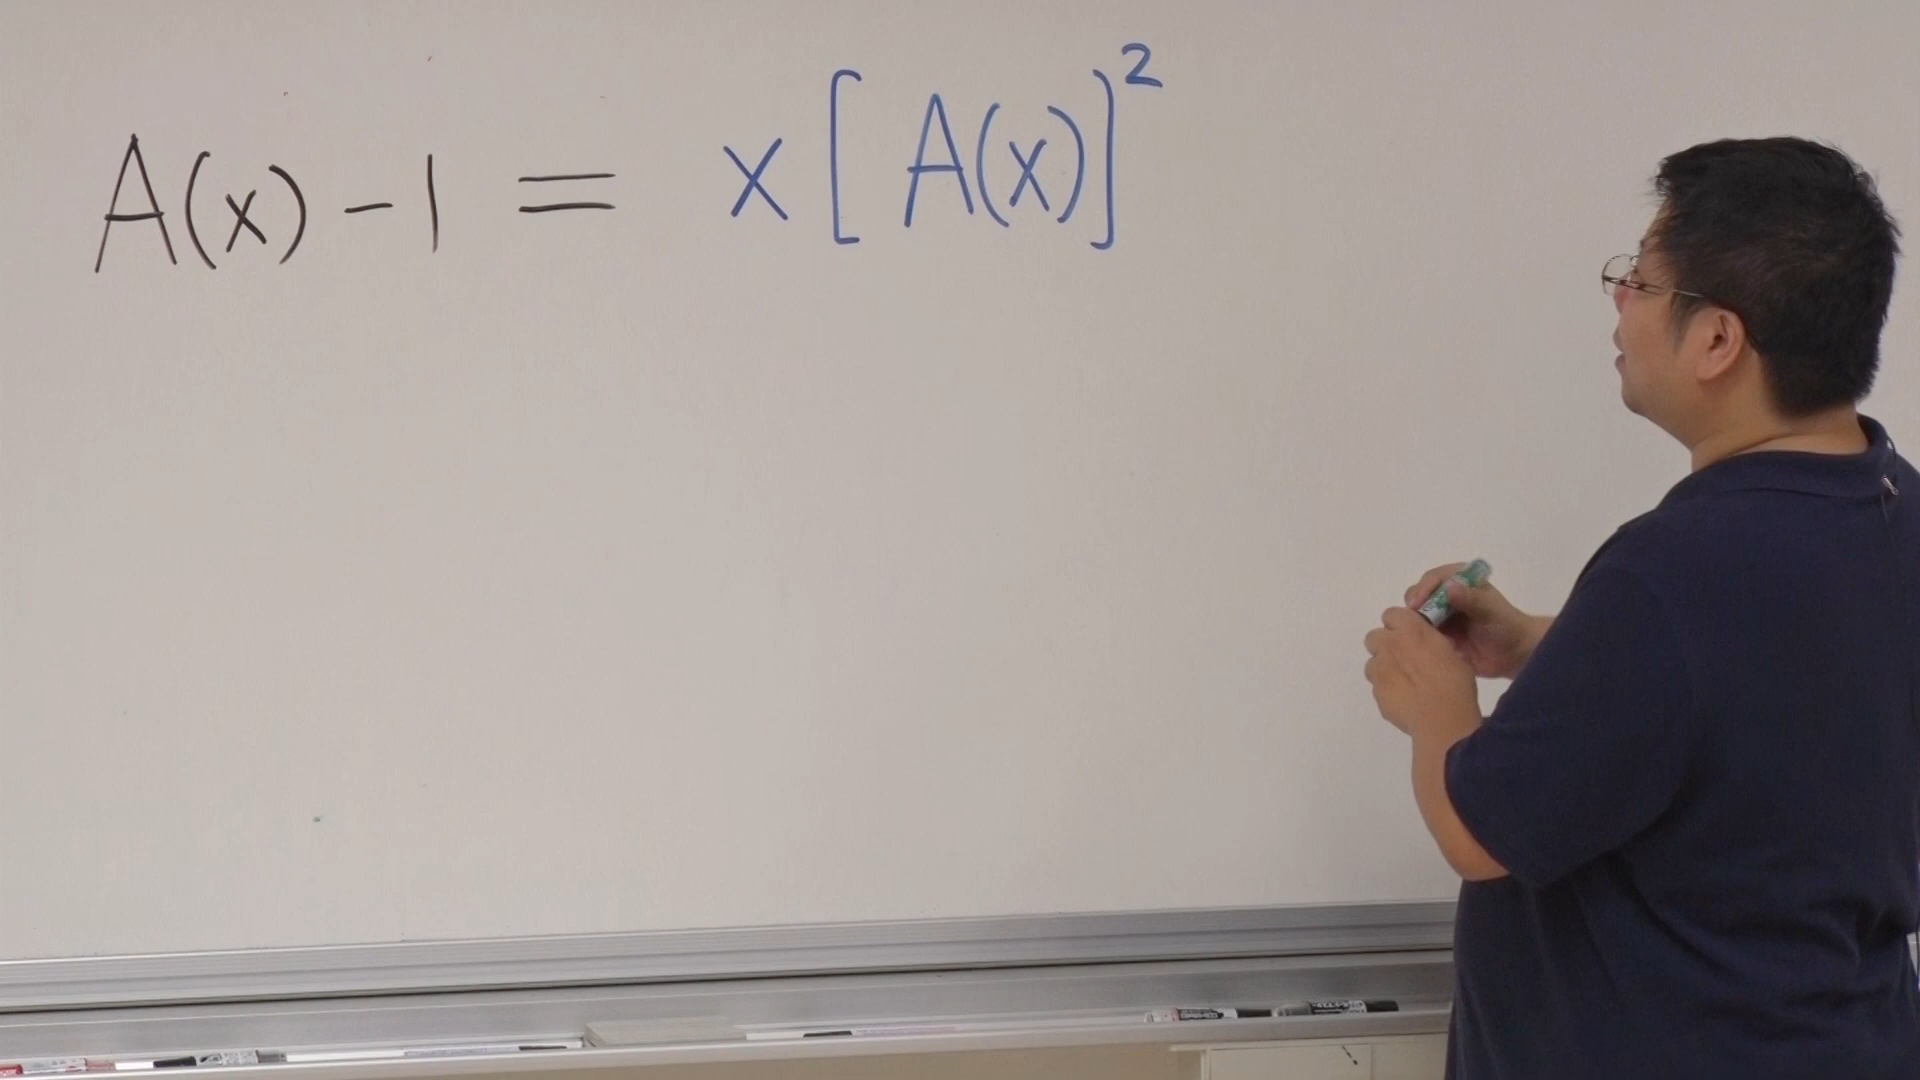 A(x) - 1 = x [ A(x) ]²